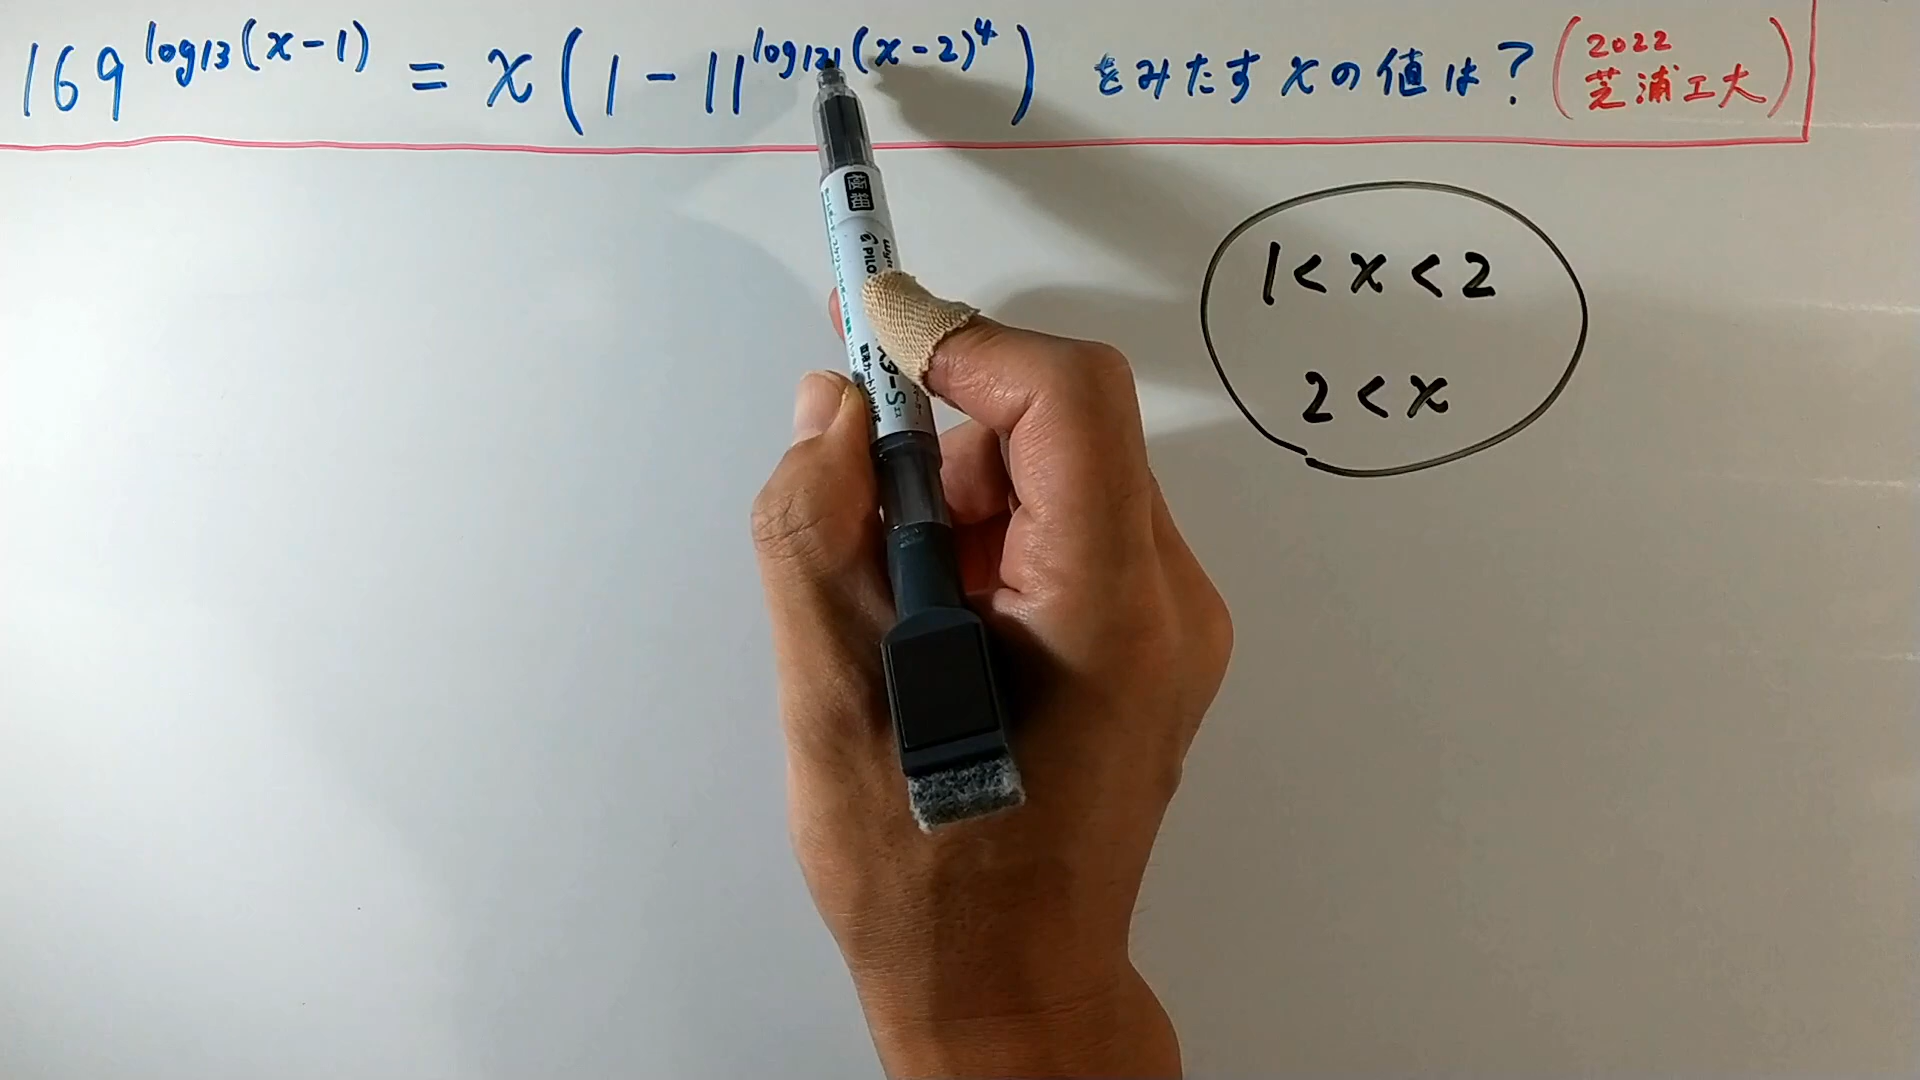 169^{log13(x-1)} = x(1-11^{log121(x-2)^4}) をみたすxの値は？(2022 芝浦工大)
1<x<2
2<x